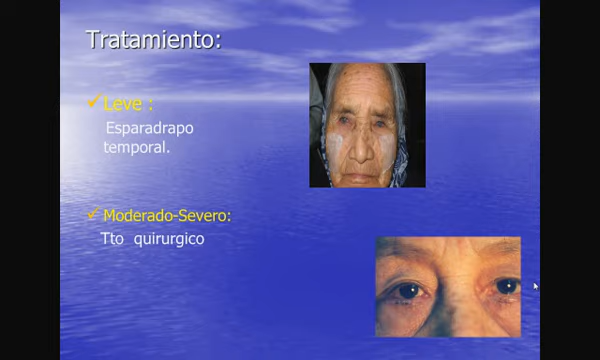 Tratamiento:
Leve :
Esparadrapo
temporal.
Moderado-Severo:
Tto quirurgico